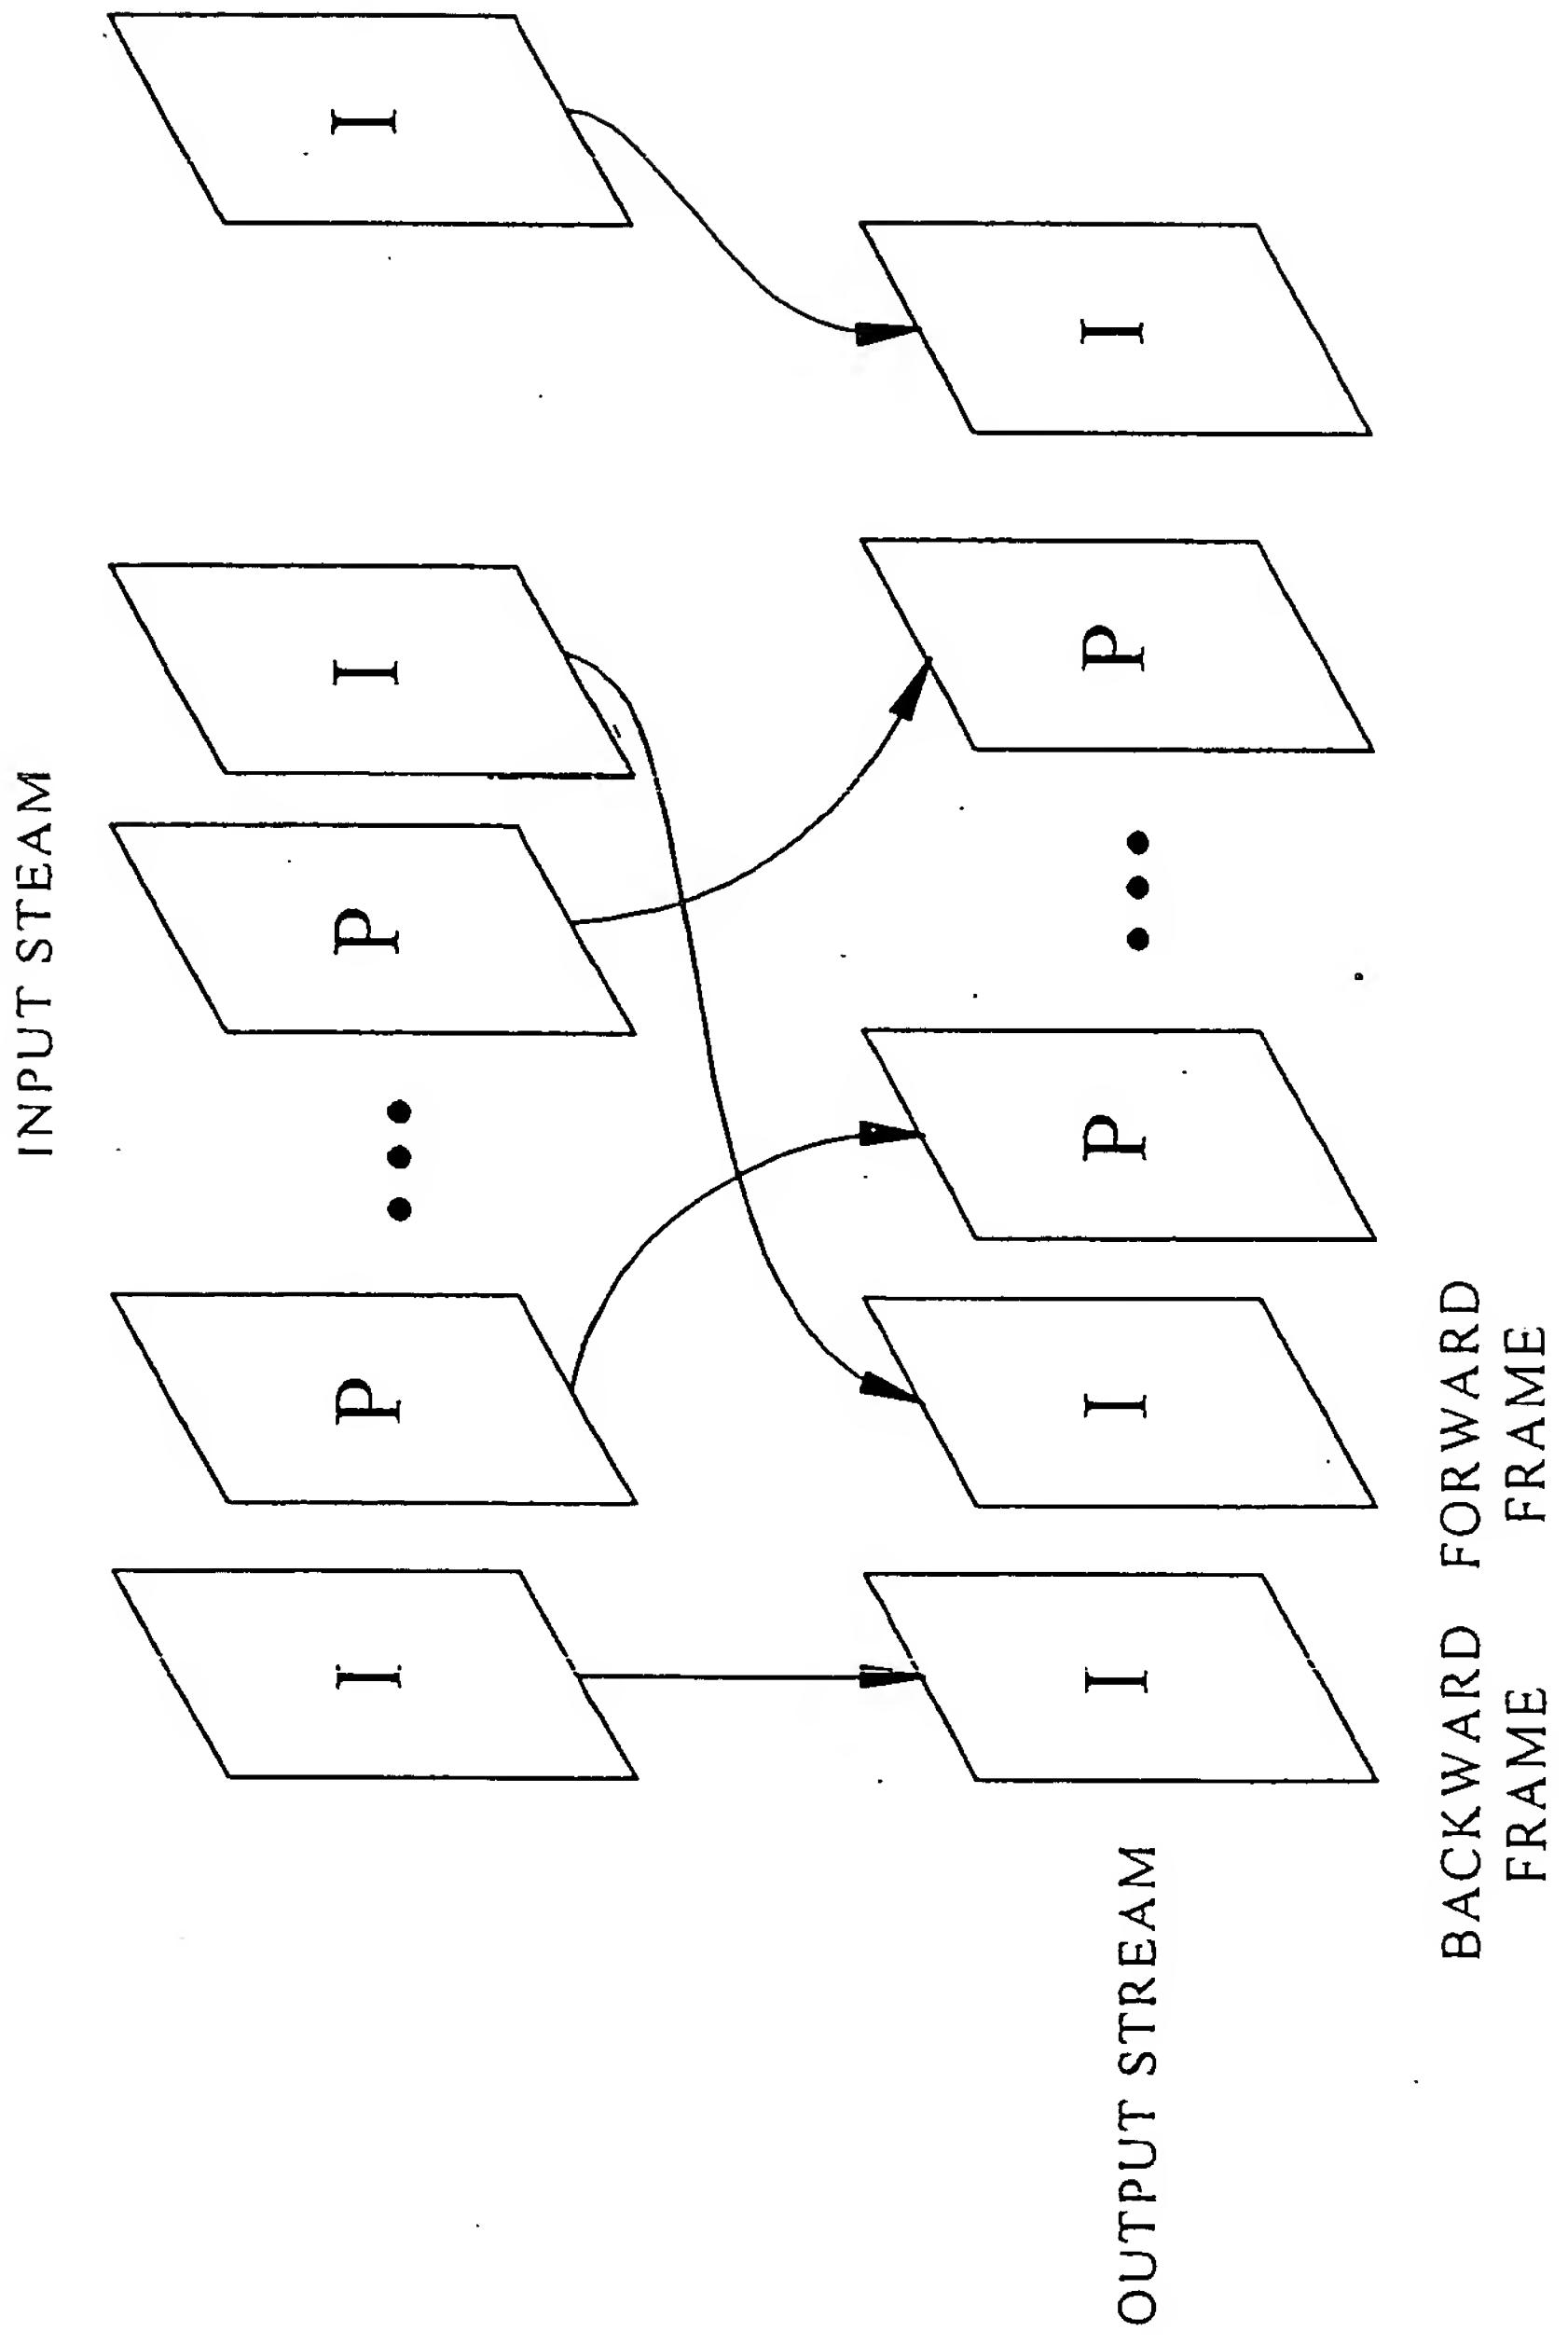 INPUT STEAM
I P ••• P I I
OUTPUT STREAM I I P ••• P I
BACKWARD FORWARD
FRAME FRAME